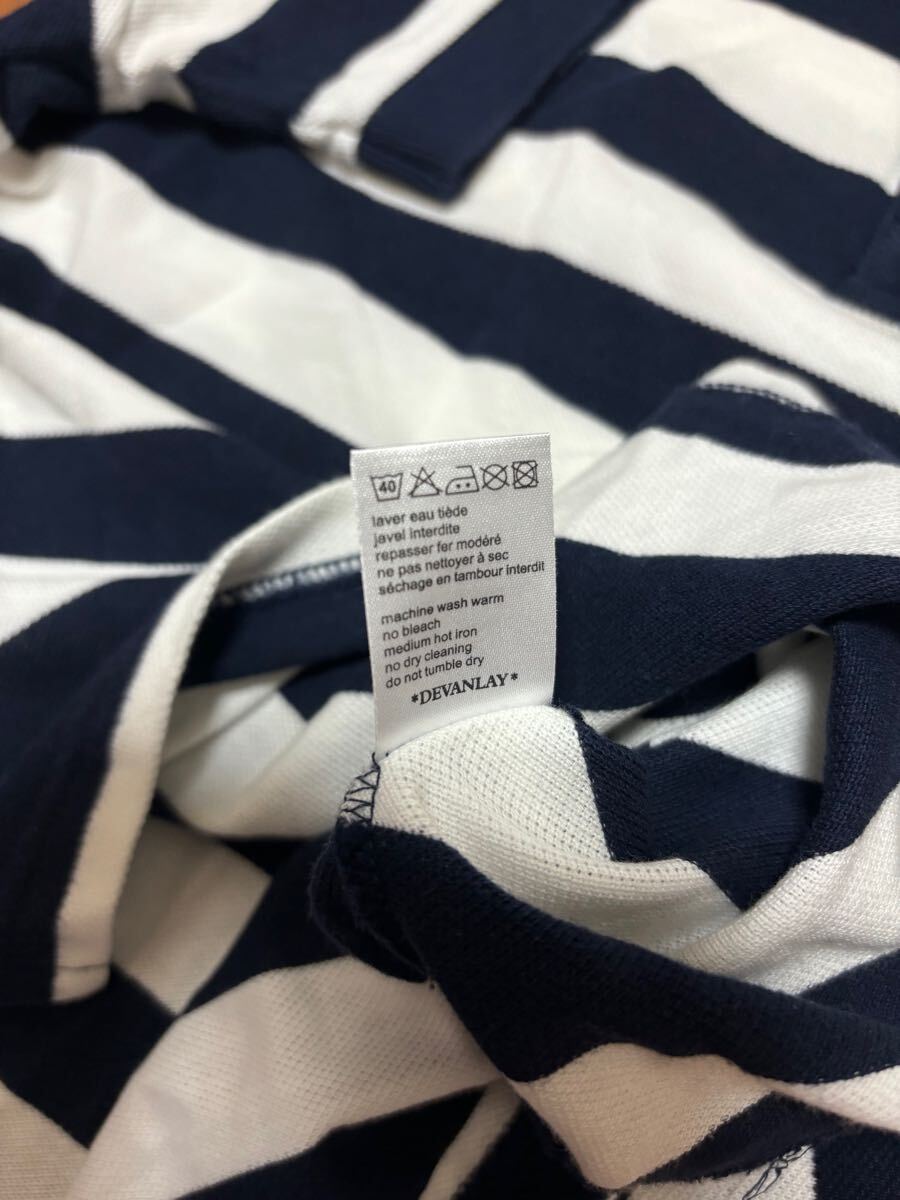 40
laver eau tiède
javel interdite
repasser fer modéré
ne pas nettoyer à sec
séchage en tambour interdit
machine wash warm
no bleach
medium hot iron
no dry cleaning
do not tumble dry
*DEVANLAY*